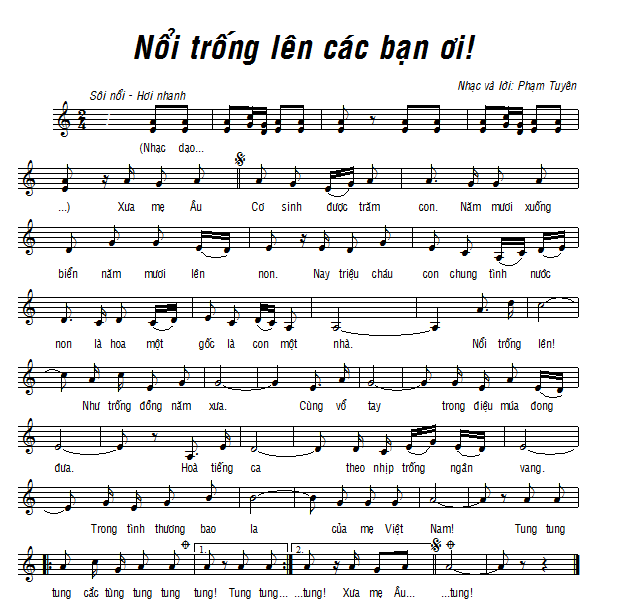 Nổi trống lên các bạn ơi!
Nhạc và lời: Phạm Tuyên
Sôi nổi - Hơi nhanh
2
4
(Nhạc dạo...
...) Xưa mẹ Âu Cơ sinh được trăm con. Năm mươi xuống
biển năm mươi lên non. Nay triệu cháu con chung tình nước
non là hoa một gốc là con một nhà. Nổi trống lên!
Như trống đồng năm xưa. Cùng vỗ tay trong điệu múa đong
đưa. Hoà tiếng ca theo nhịp trống ngân vang.
Trong tình thương bao la của mẹ Việt Nam! Tung tung
1. 2.
tung cắc tùng tung tung tung! Tung tung... ...tung! Xưa mẹ Âu... ...tung!